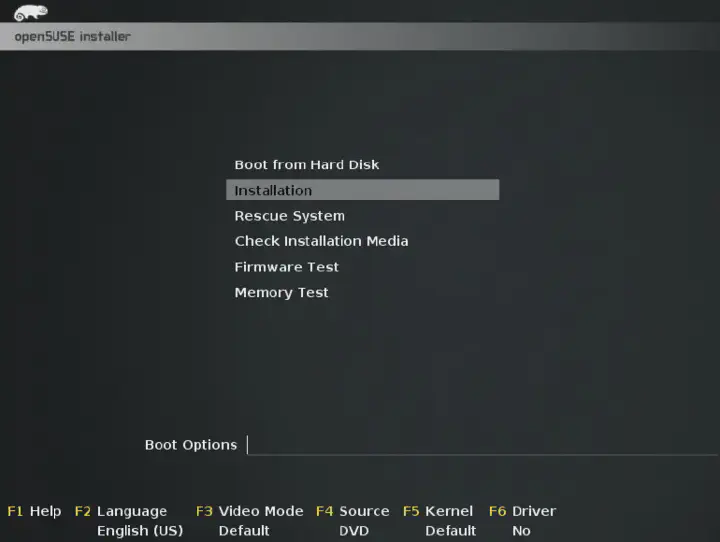 openSUSE installer
Boot from Hard Disk
Installation
Rescue System
Check Installation Media
Firmware Test
Memory Test
Boot Options
F1 Help F2 Language F3 Video Mode F4 Source F5 Kernel F6 Driver
English (US) Default DVD Default No